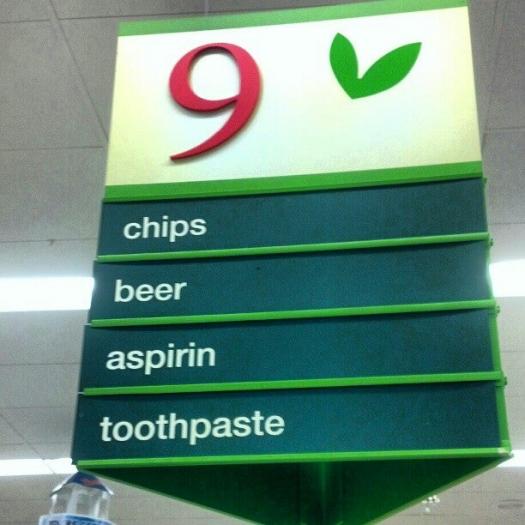 9
chips
beer
aspirin
toothpaste